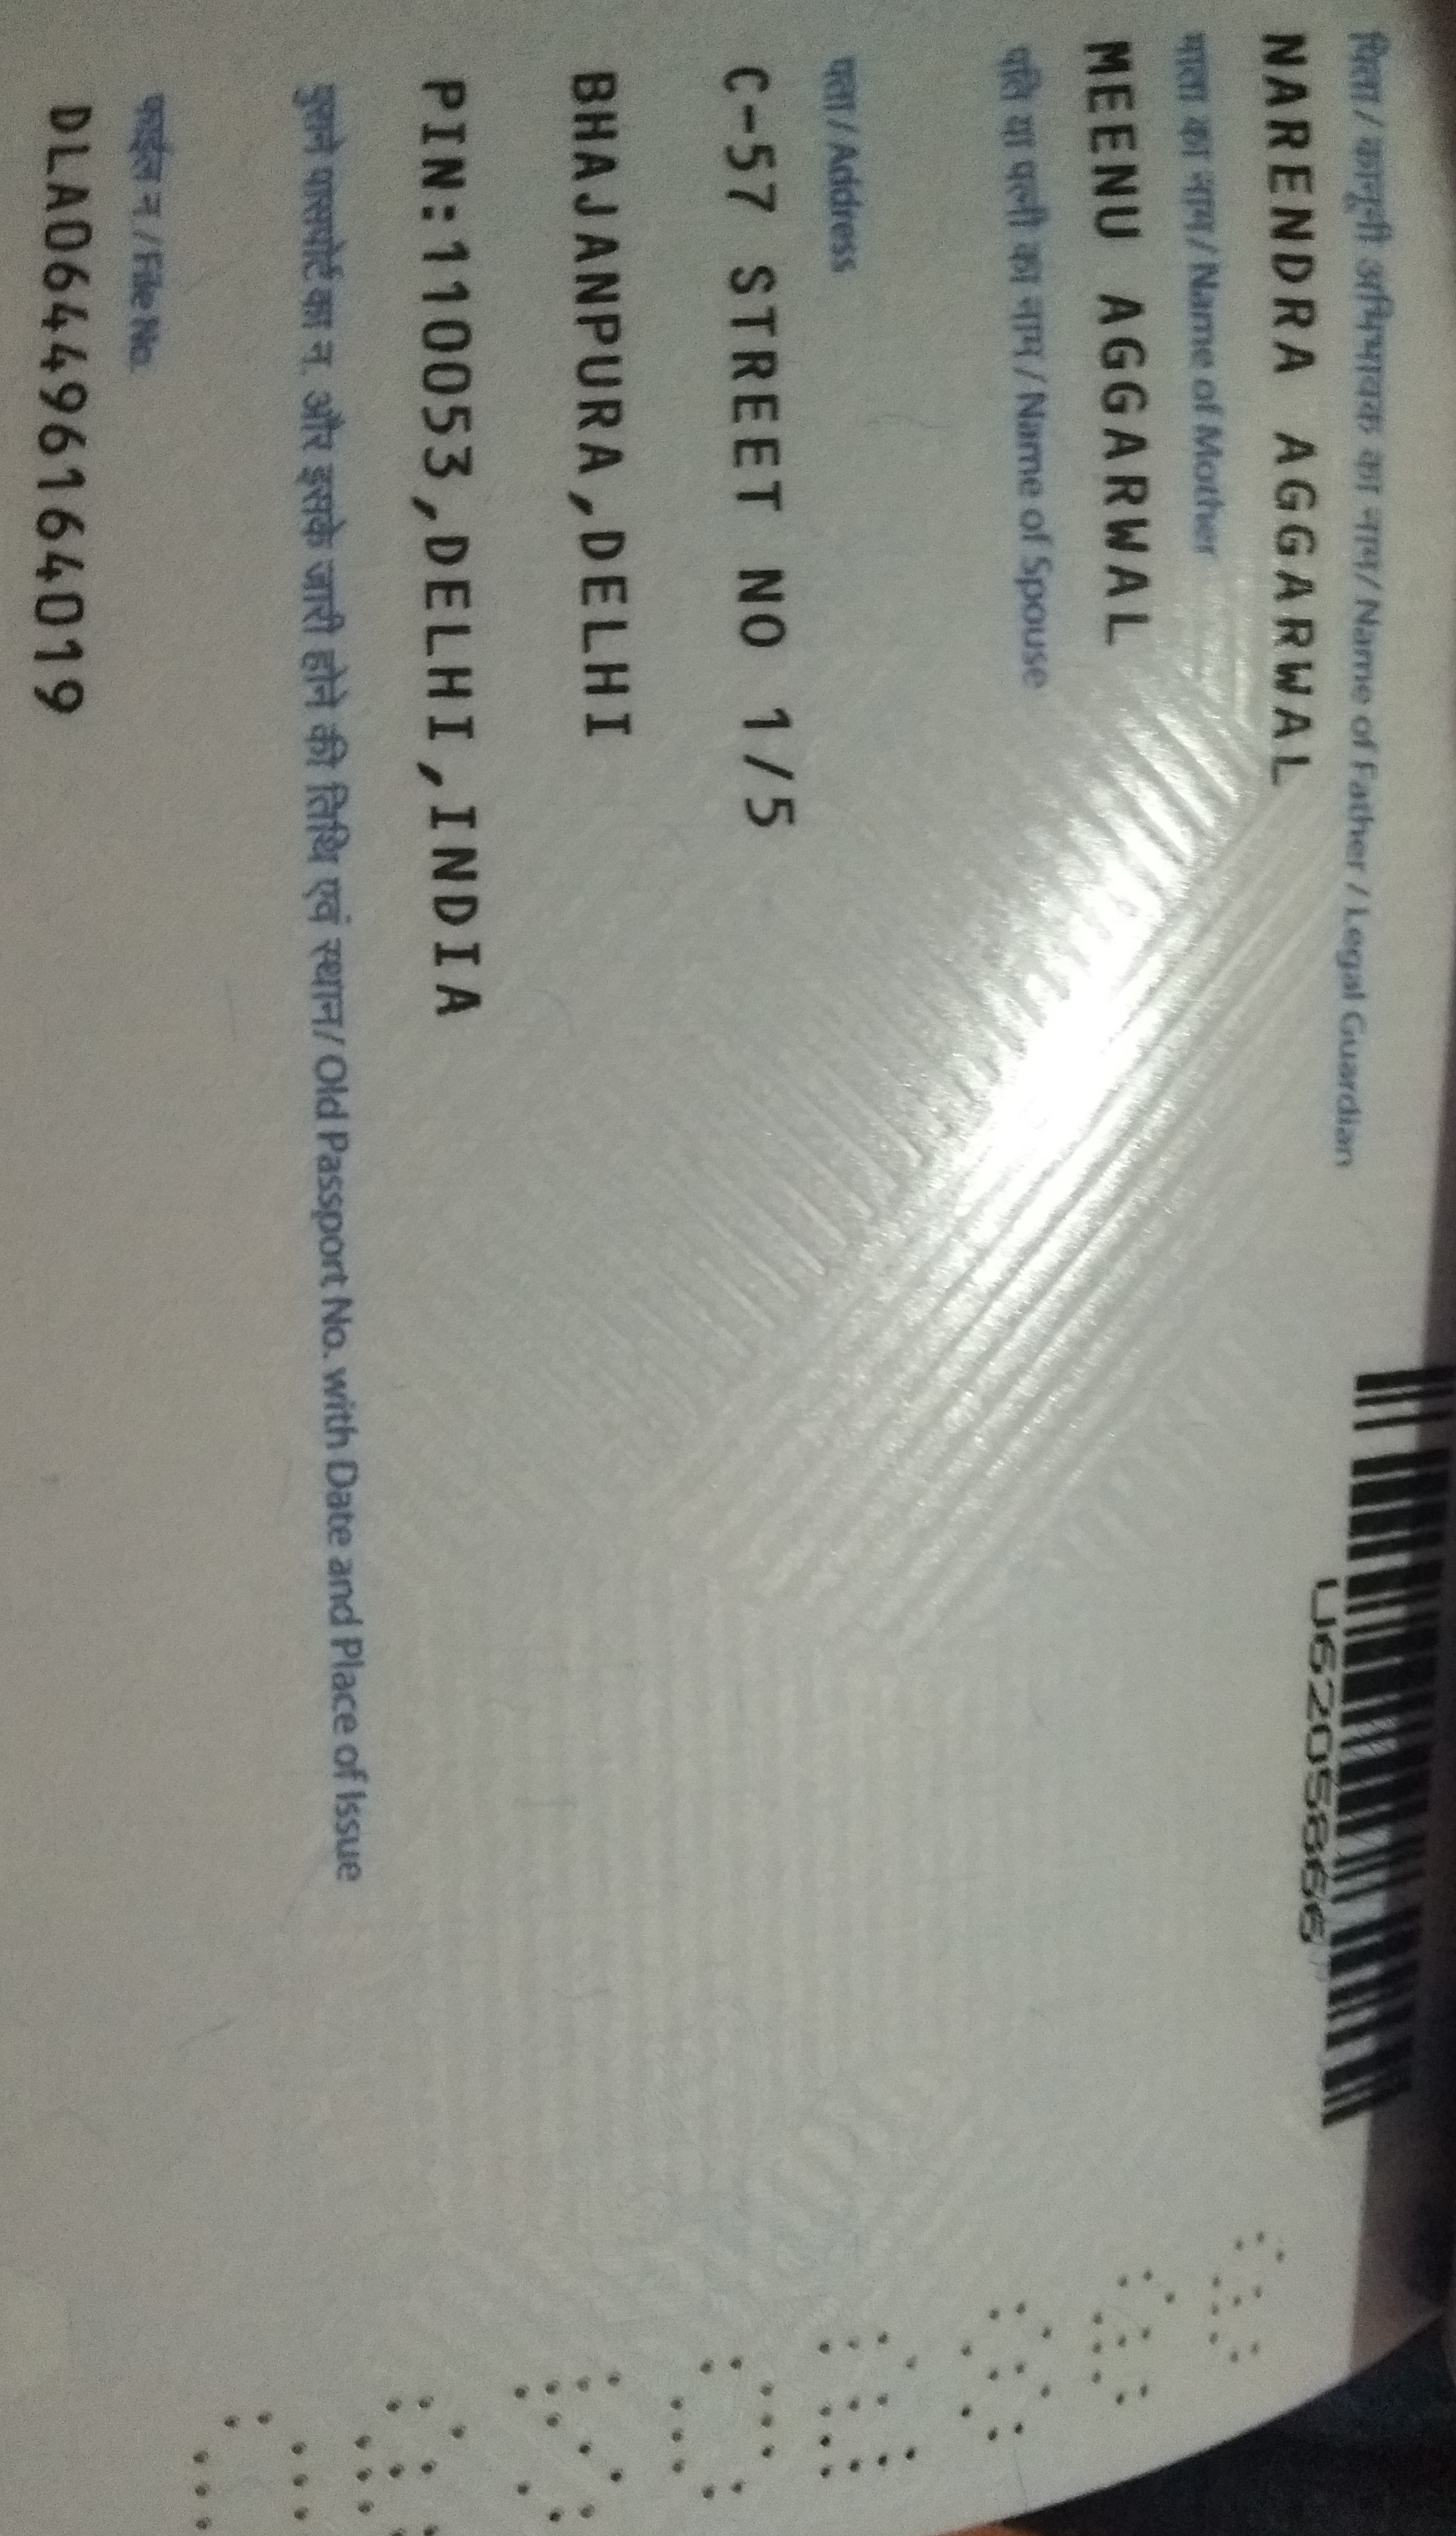 पिता / कानूनी अभिभावक का नाम / Name of Father / Legal Guardian
NARENDRA AGGARWAL
U6205866
माता का नाम / Name of Mother
MEENU AGGARWAL
पति या पत्नी का नाम / Name of Spouse
पता / Address
C-57 STREET NO 1/5
BHAJANPURA,DELHI
PIN:110053,DELHI,INDIA
पुराने पासपोर्ट का न. और इसके जारी होने की तिथि एवं स्थान / Old Passport No. with Date and Place of Issue
फाईल न. / File No.
DLA064496164019